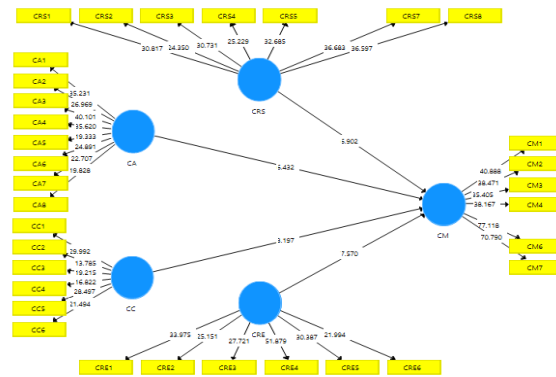 CRS1 CRS2 CRS3 CRS4 CRS5 CRS7 CRS8
30.817 24.350 30.731 25.229 32.685 36.683 36.597
CRS
CA1
CA2
CA3
CA4
CA5
CA6
CA7
CA8
35.231
26.969
40.101
35.620
19.333
24.891
22.707
19.828
CA
5.902
5.432
3.197
7.570
CM
CM1
CM2
CM3
CM4
CM6
CM7
40.888
38.471
35.405
38.167
77.118
70.790
CC1
CC2
CC3
CC4
CC5
CC6
29.992
13.785
19.215
16.822
28.497
21.494
CC
CRE
33.975 25.151 27.721 51.879 30.387 21.994
CRE1 CRE2 CRE3 CRE4 CRE5 CRE6